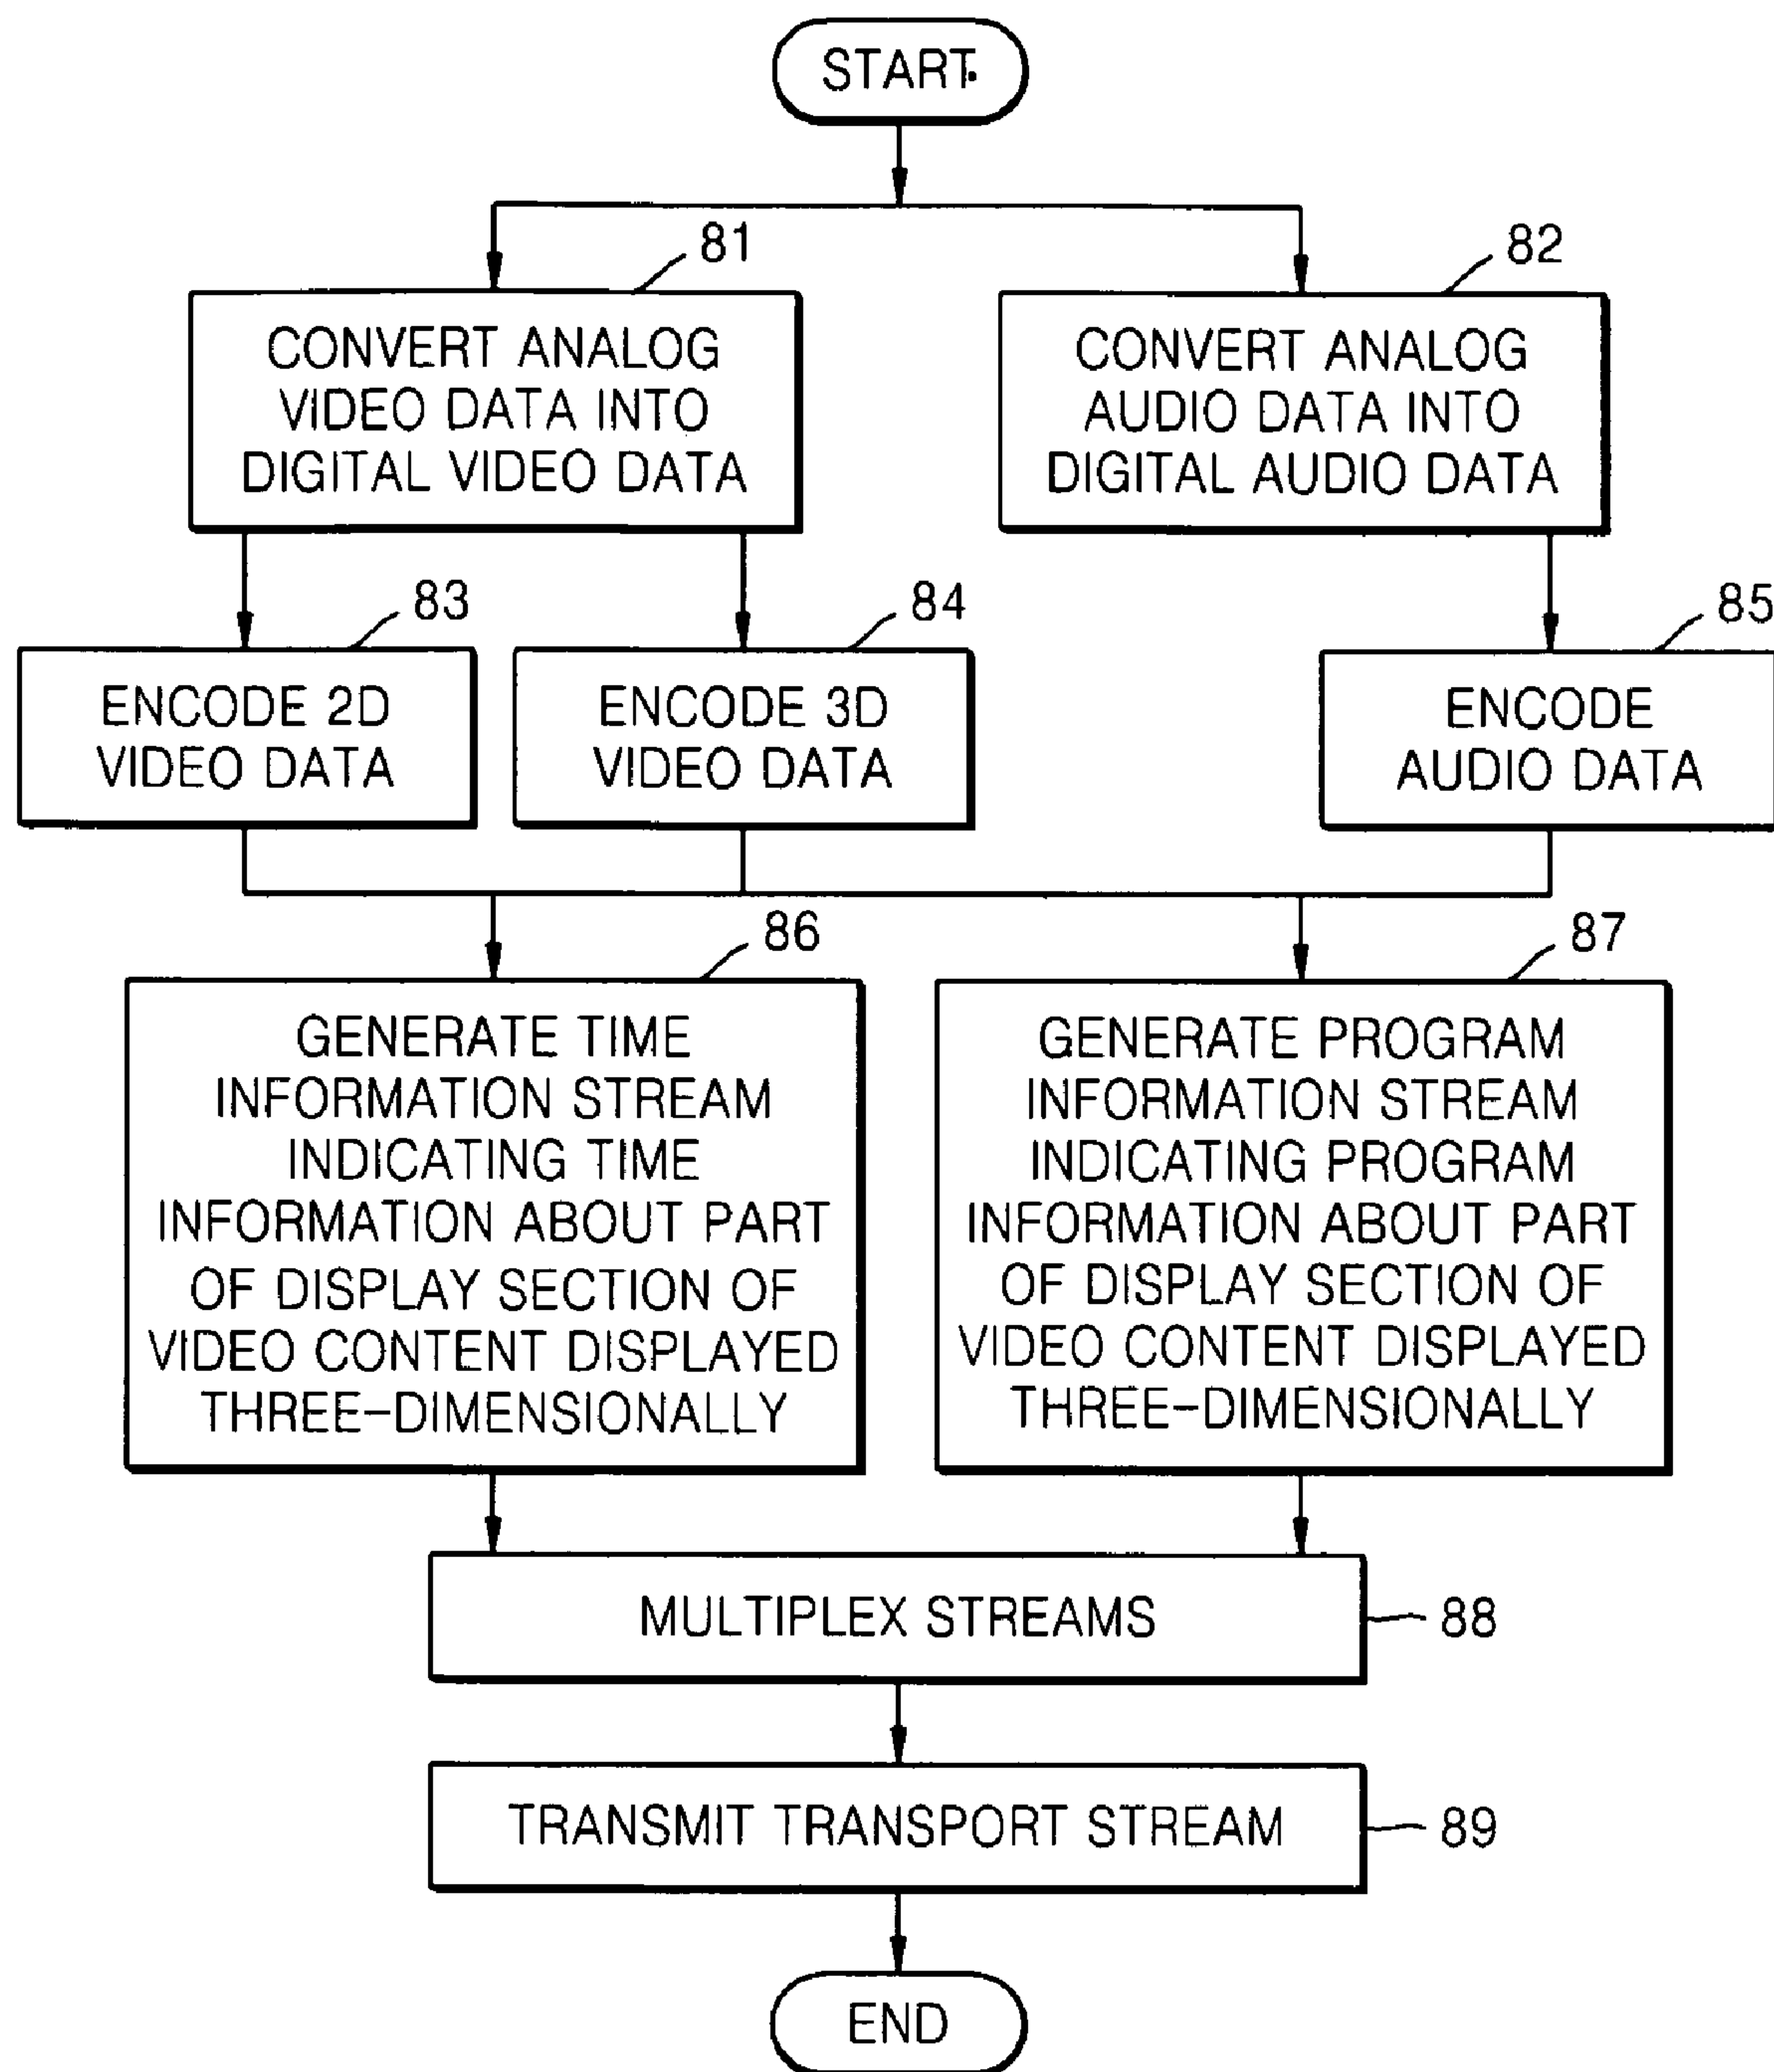 START.
81
82
CONVERT ANALOG
VIDEO DATA INTO
DIGITAL VIDEO DATA
CONVERT ANALOG
AUDIO DATA INTO
DIGITAL AUDIO DATA
83
84
85
ENCODE 2D
VIDEO DATA
ENCODE 3D
VIDEO DATA
ENCODE
AUDIO DATA
86
87
GENERATE TIME
INFORMATION STREAM
INDICATING TIME
INFORMATION ABOUT PART
OF DISPLAY SECTION OF
VIDEO CONTENT DISPLAYED
THREE-DIMENSIONALLY
GENERATE PROGRAM
INFORMATION STREAM
INDICATING PROGRAM
INFORMATION ABOUT PART
OF DISPLAY SECTION OF
VIDEO CONTENT DISPLAYED
THREE-DIMENSIONALLY
MULTIPLEX STREAMS
88
TRANSMIT TRANSPORT STREAM
89
END